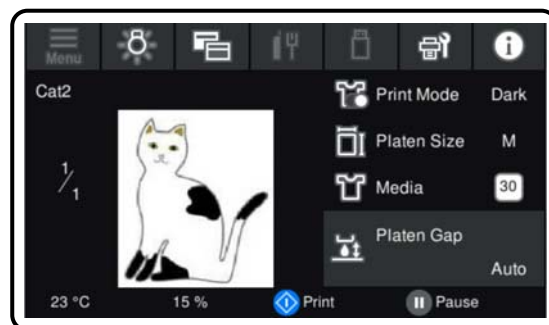 Menu
Cat2
1/1
Print Mode Dark
Platen Size M
Media 30
Platen Gap
Auto
23 °C 15 % Print Pause